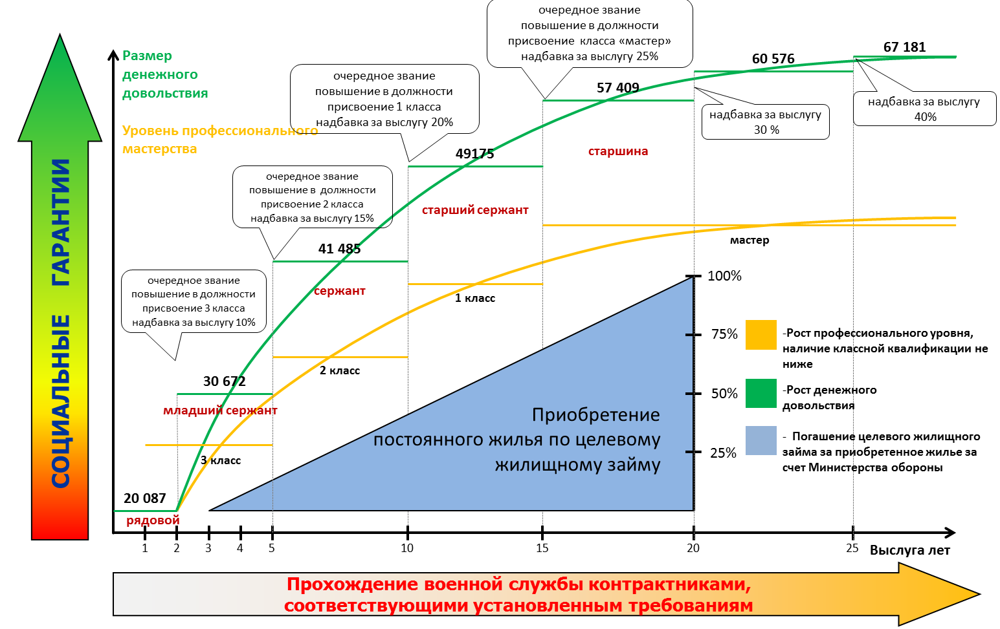 СОЦИАЛЬНЫЕ ГАРАНТИИ
Размер
денежного
довольствия
Уровень профессионального
мастерства
очередное звание
повышение в должности
присвоение класса «мастер»
надбавка за выслугу 25%
очередное звание
повышение в должности
присвоение 1 класса
надбавка за выслугу 20%
очередное звание
повышение в должности
присвоение 2 класса
надбавка за выслугу 15%
очередное звание
повышение в должности
присвоение 3 класса
надбавка за выслугу 10%
надбавка за выслугу
30 %
надбавка за выслугу
40%
67 181
60 576
57 409
49175
41 485
30 672
20 087
старшина
старший сержант
сержант
младший сержант
рядовой
мастер
1 класс
2 класс
3 класс
100%
75%
50%
25%
Приобретение
постоянного жилья по целевому
жилищному займу
-Рост профессионального уровня,
наличие классной квалификации не
ниже
-Рост денежного
довольствия
- Погашение целевого жилищного
займа за приобретенное жилье за
счет Министерства обороны
1 2 3 4 5 10 15 20 25
Выслуга лет
Прохождение военной службы контрактниками,
соответствующими установленным требованиям